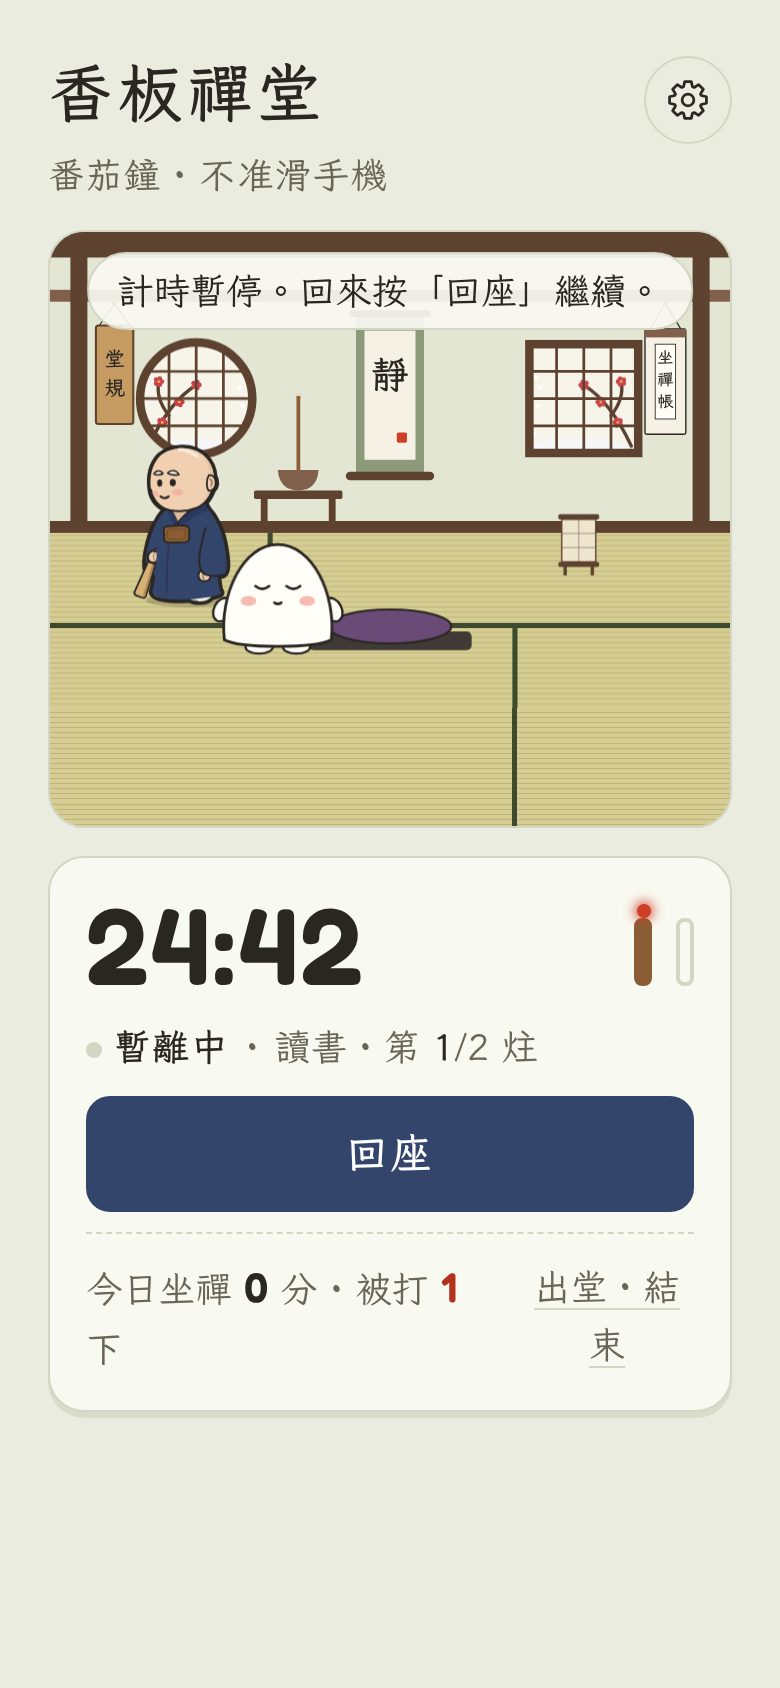 香板禪堂
番茄鐘・不准滑手機
計時暫停。回來按「回座」繼續。
堂規
靜
坐禪帳
24:42
暫離中・讀書・第 1/2 炷
回座
今日坐禪 0 分・被打 1
下
出堂・結
束